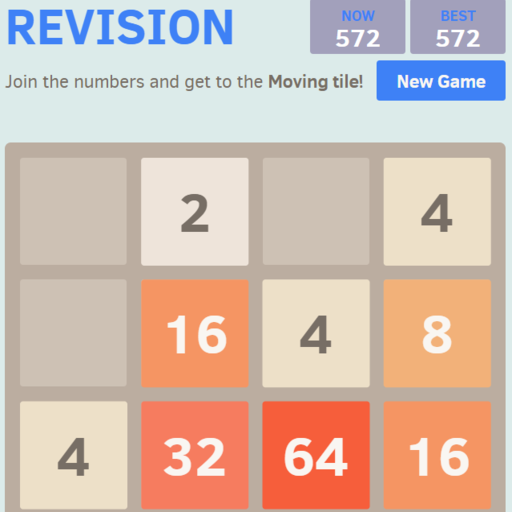 REVISION
NOW BEST
572 572
Join the numbers and get to the Moving tile! New Game
2 4
16 4 8
4 32 64 16